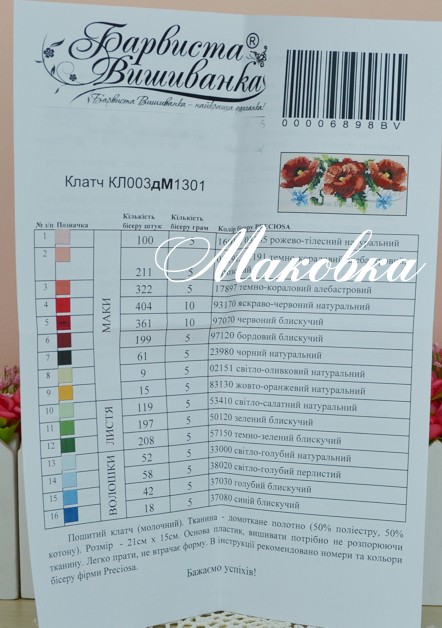 Барвиста ®
Вишиванка
Барвиста Вишиванка - найкраща
00006898BV
Клатч КЛ003дМ1301
№ з/п Позначка Кількість бісеру штук Кількість бісеру грам Колір бісеру PRECIOSA
МАКИ
1 100 5 рожево-тілесний натуральний
2 211 5 191 темно-кораловий
Маковка
3 322 5 17897 темно-кораловий алебастровий
4 404 10 93170 яскраво-червоний натуральний
5 361 10 97070 червоний блискучий
6 199 5 97120 бордовий блискучий
7 61 5 23980 чорний натуральний
8 9 5 02151 світло-оливковий натуральний
9 15 5 83130 жовто-оранжевий натуральний
ЛИСТЯ
10 119 5 53410 світло-салатний натуральний
11 197 5 50120 зелений блискучий
12 208 5 57150 темно-зелений блискучий
ВОЛОШКИ
13 52 5 33000 світло-голубий натуральний
14 58 5 38020 світло-голубий перлистий
15 42 5 37030 голубий блискучий
16 18 5 37080 синій блискучий
Пошитий клатч (молочний). Тканина - домоткане полотно (50% поліестру, 50%
котону). Розмір - 21см х 15см. Основа пластик, вишивати потрібно не розпорюючи
тканину. Легко прати, не втрачає форму. В інструкції рекомендовано номери та кольори
бісеру фірми Preciosa.
Бажаємо успіхів!